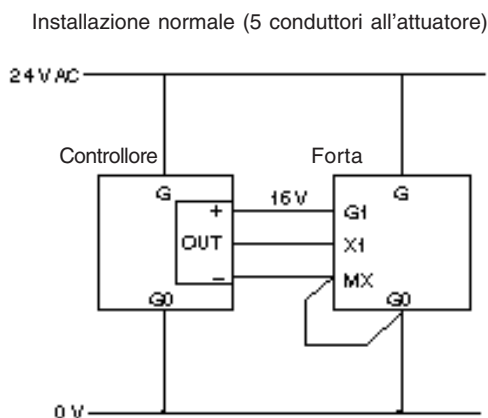 Installazione normale (5 conduttori all'attuatore)
24 V AC
Controllore
Forta
G
G
+
16 V
G1
OUT
X1
–
MX
G0
G0
0 V